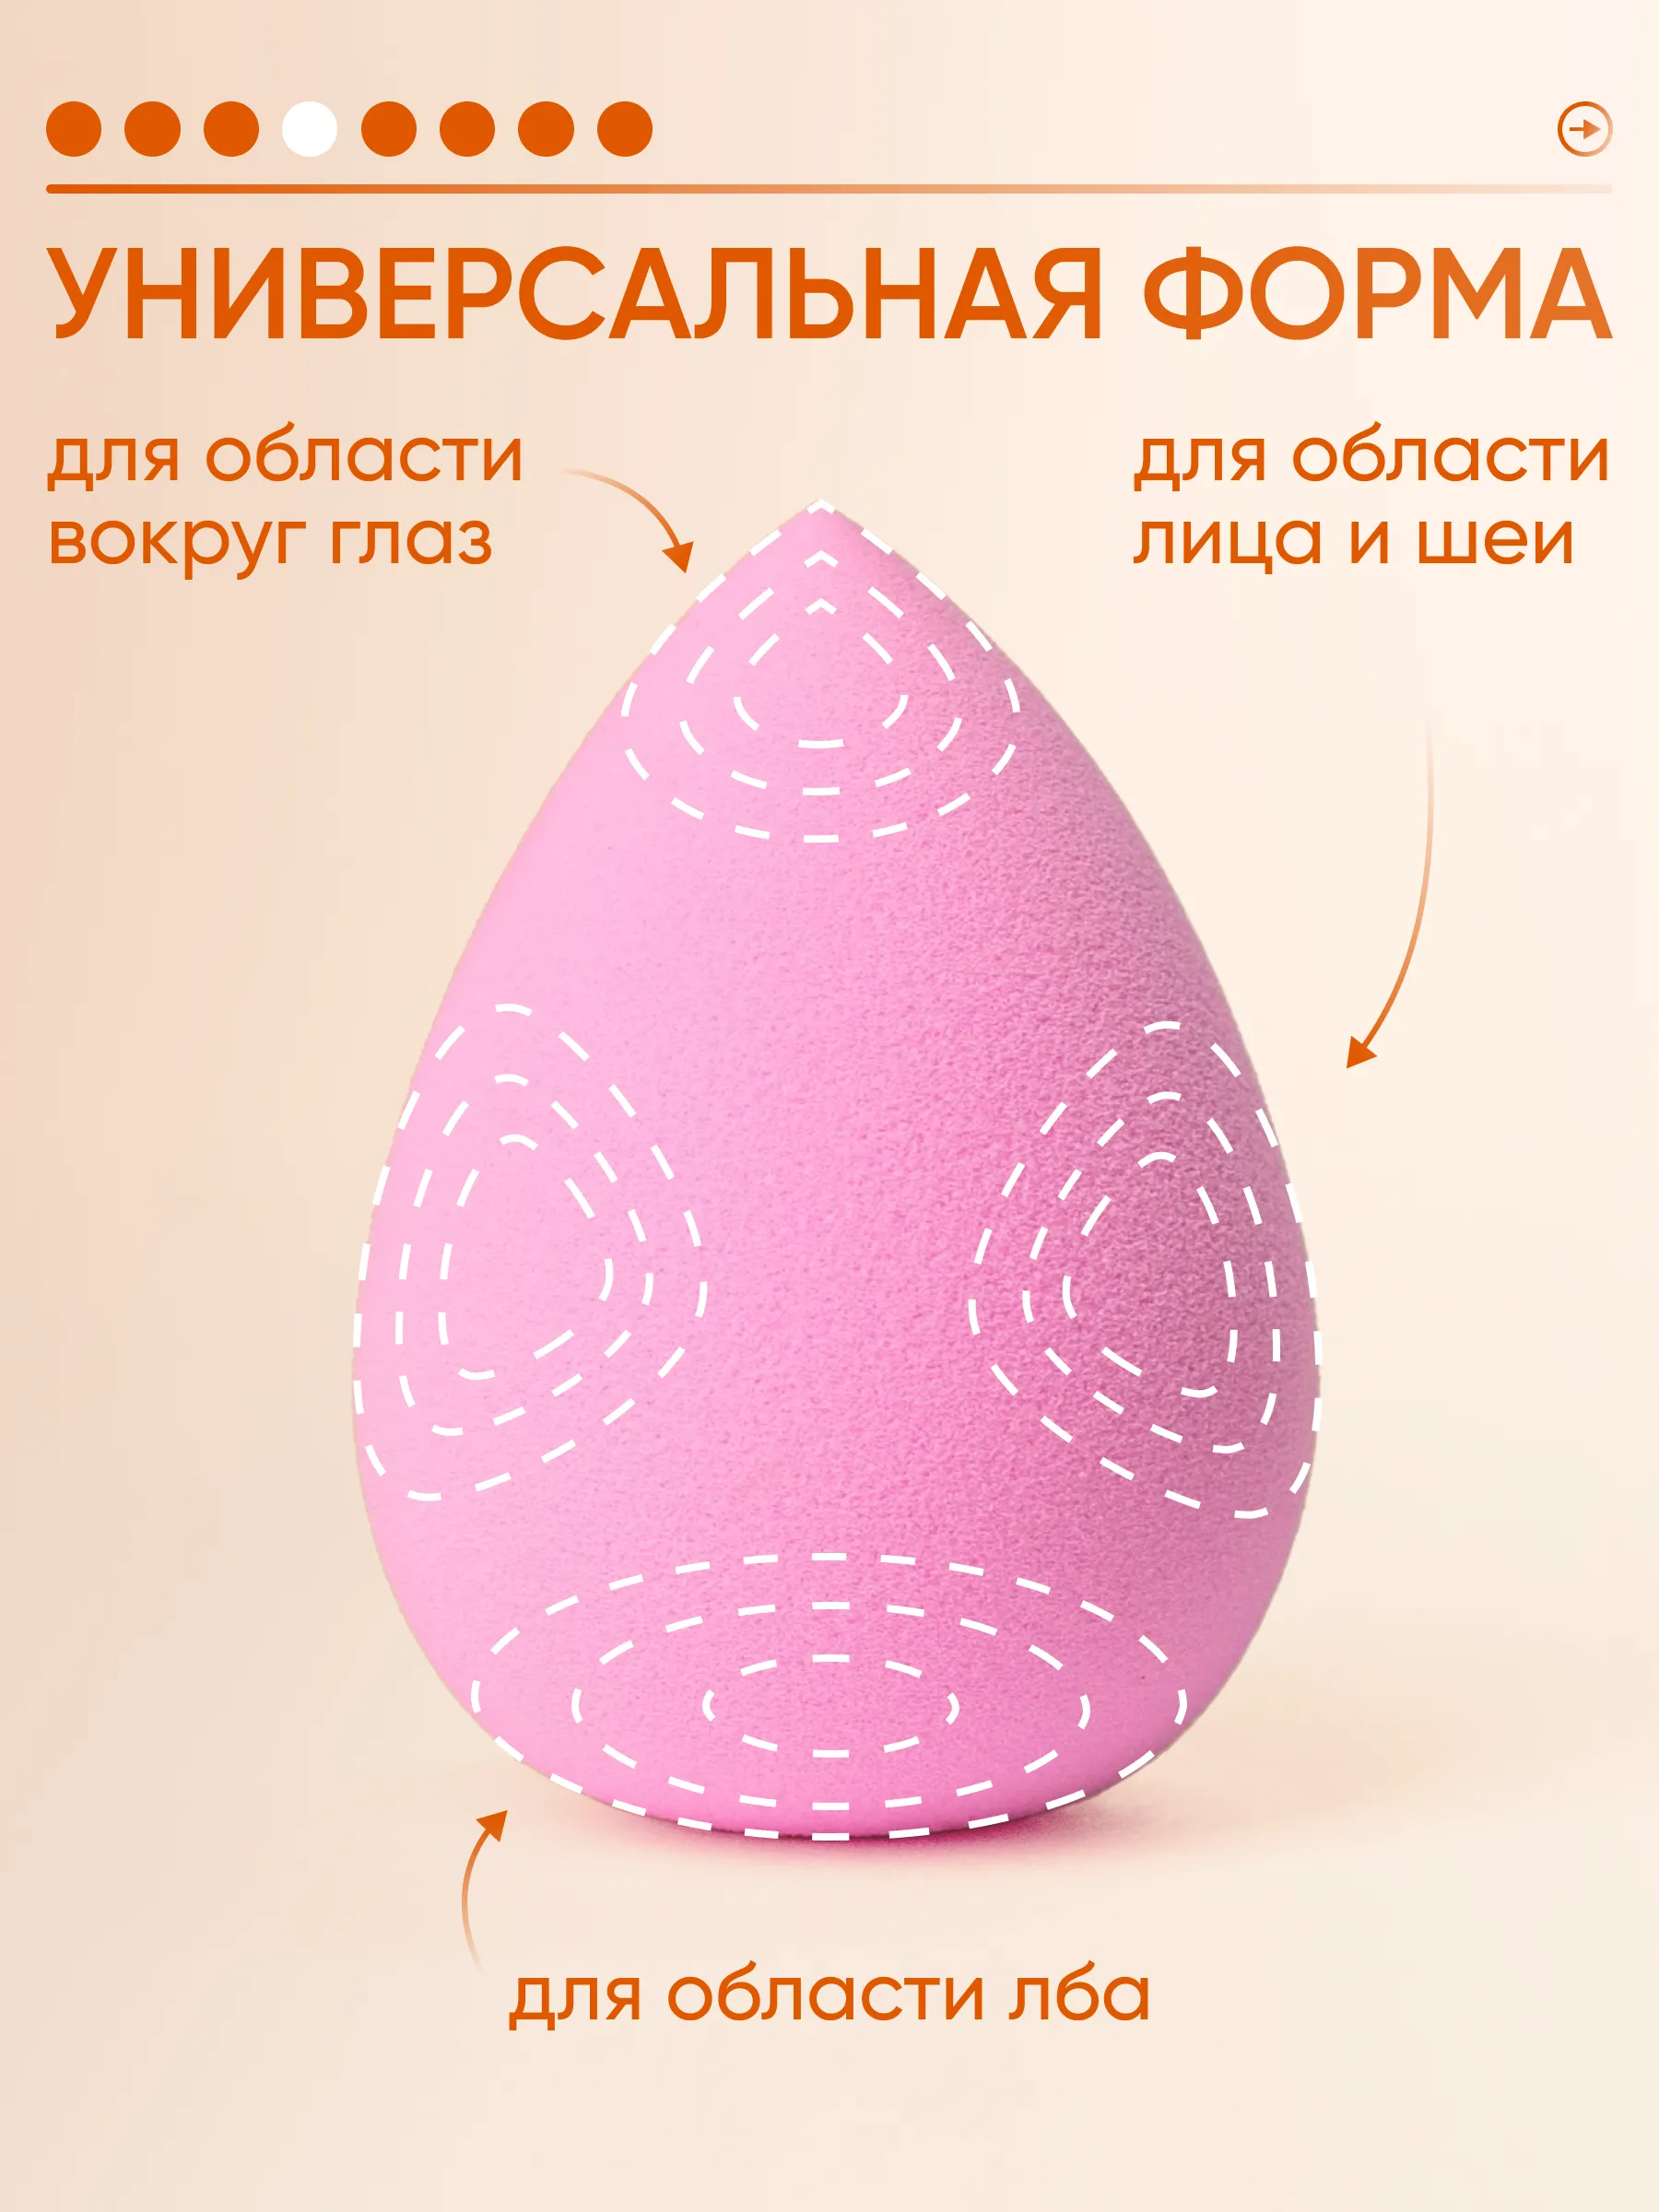 УНИВЕРСАЛЬНАЯ ФОРМА
для области
вокруг глаз
для области
лица и шеи
для области лба